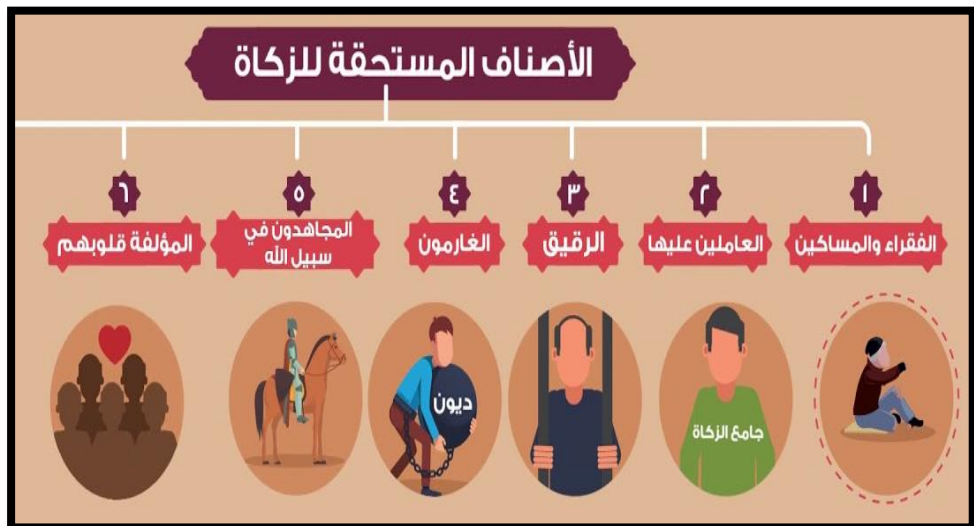 الأصناف المستحقة للزكاة
١
الفقراء والمساكين
٢
العاملين عليها
٣
الرقيق
٤
الغارمون
٥
المجاهدون في
سبيل الله
٦
المؤلفة قلوبهم
جامع الزكاة
ديون